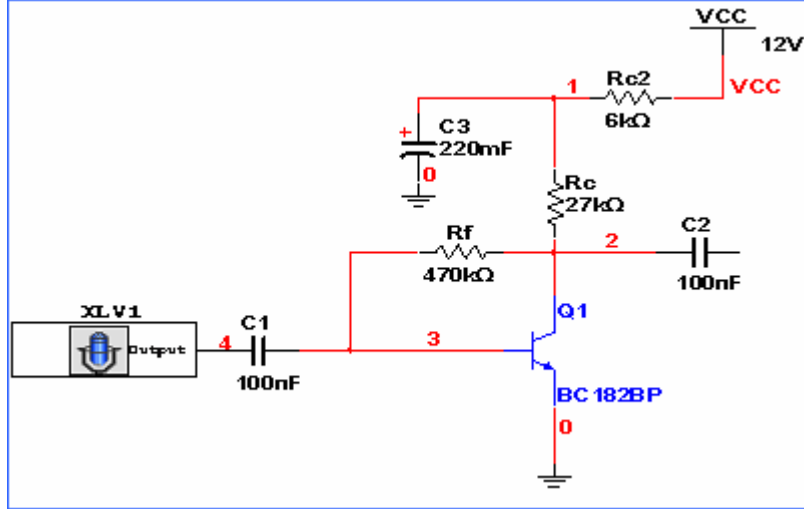 VCC
12V
1
Rc2
VCC
6kΩ
+
C3
220mF
0
Rc
27kΩ
Rf
470kΩ
2
C2
100nF
XLV1
Output
4
C1
100nF
3
Q1
BC182BP
0